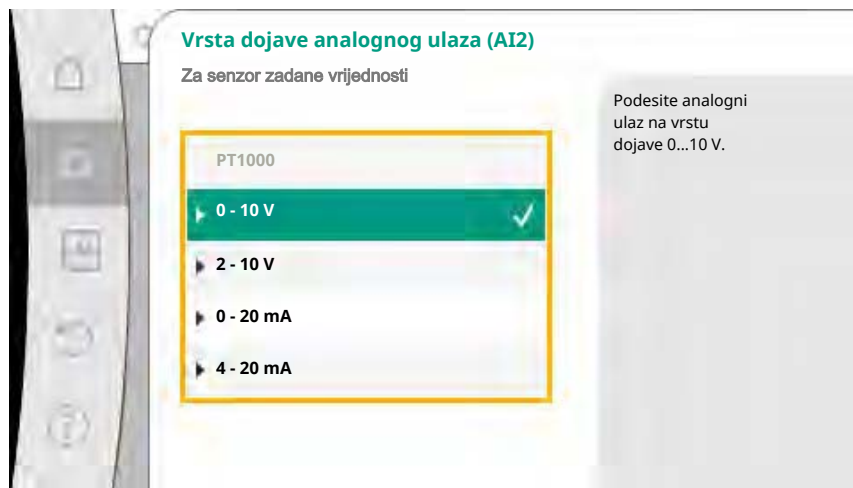 Vrsta dojave analognog ulaza (AI2)
Za senzor zadane vrijednosti
PT1000
0 - 10 V
2 - 10 V
0 - 20 mA
4 - 20 mA
Podesite analogni
ulaz na vrstu
dojave 0...10 V.